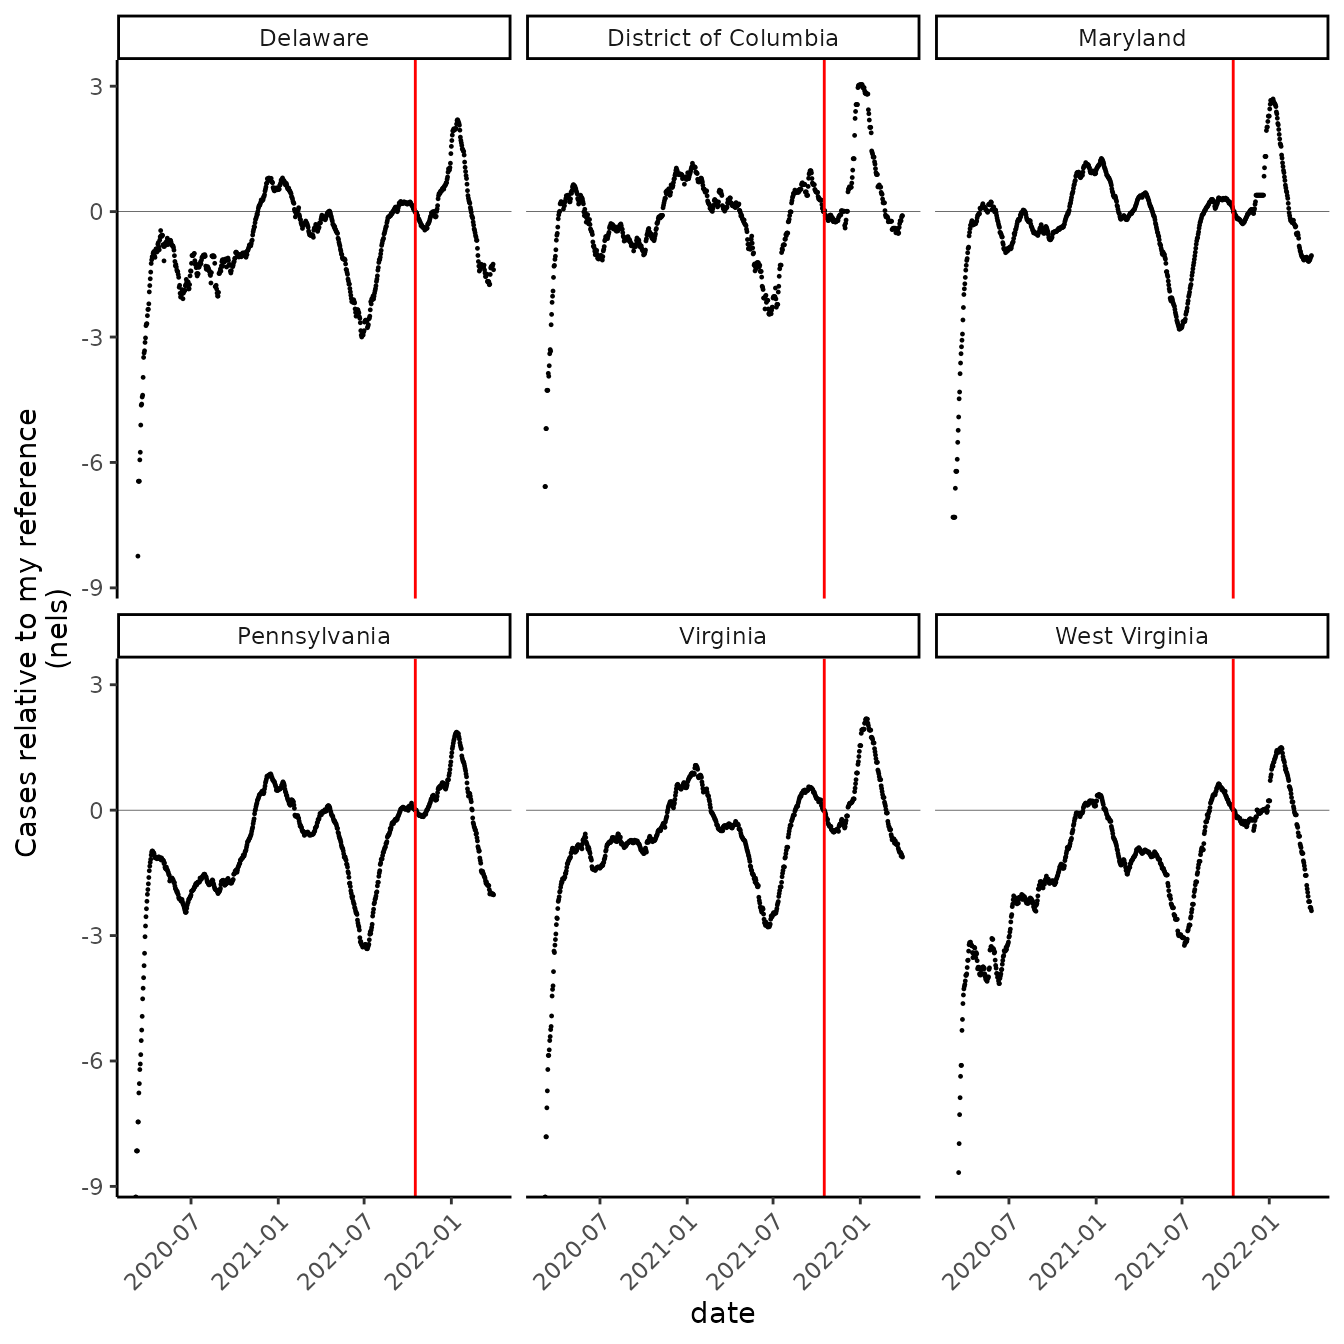 Delaware
District of Columbia
Maryland
3
0
-3
-6
-9
Pennsylvania
Virginia
West Virginia
3
0
-3
-6
-9
Cases relative to my reference
(nels)
2020-07
2021-01
2021-07
2022-01
2020-07
2021-01
2021-07
2022-01
2020-07
2021-01
2021-07
2022-01
date